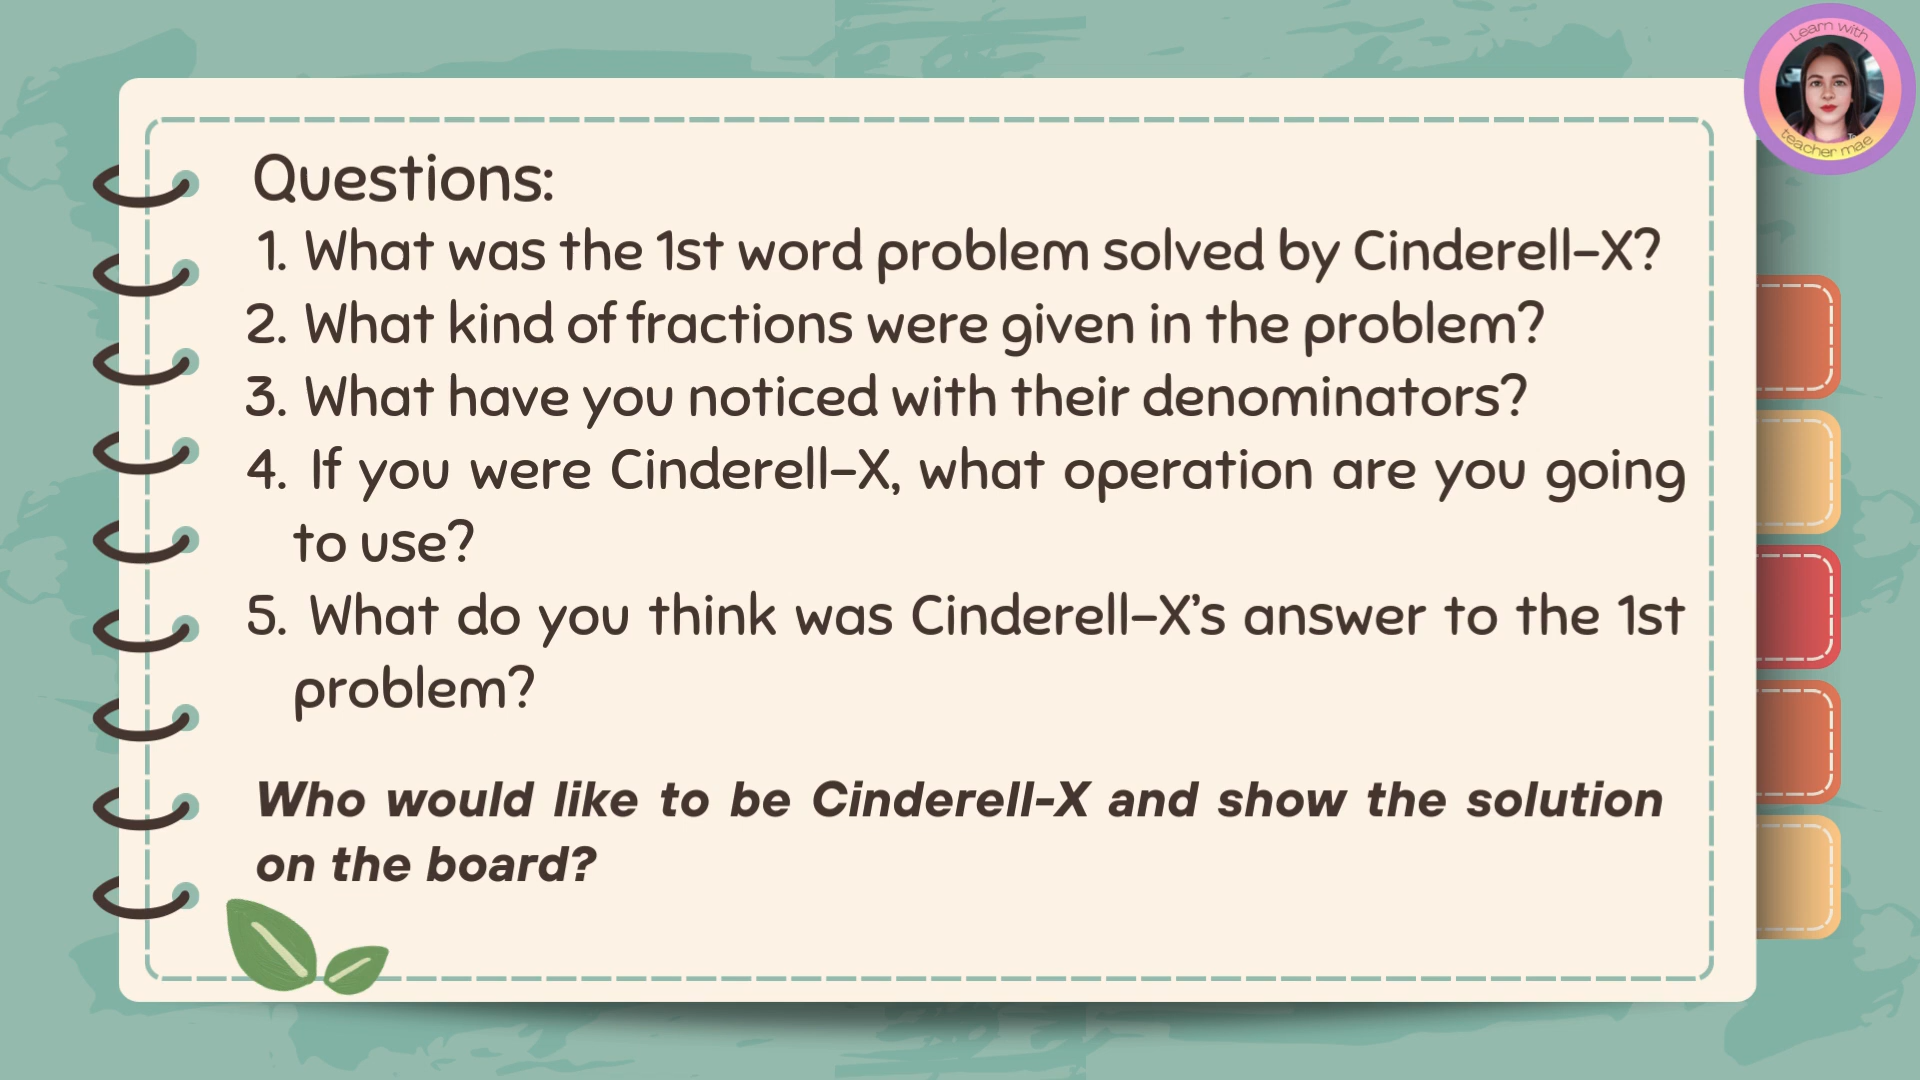 Learn with
teacher mae
Questions:
1. What was the 1st word problem solved by Cinderell–X?
2. What kind of fractions were given in the problem?
3. What have you noticed with their denominators?
4. If you were Cinderell–X, what operation are you going
to use?
5. What do you think was Cinderell–X’s answer to the 1st
problem?
Who would like to be Cinderell-X and show the solution
on the board?